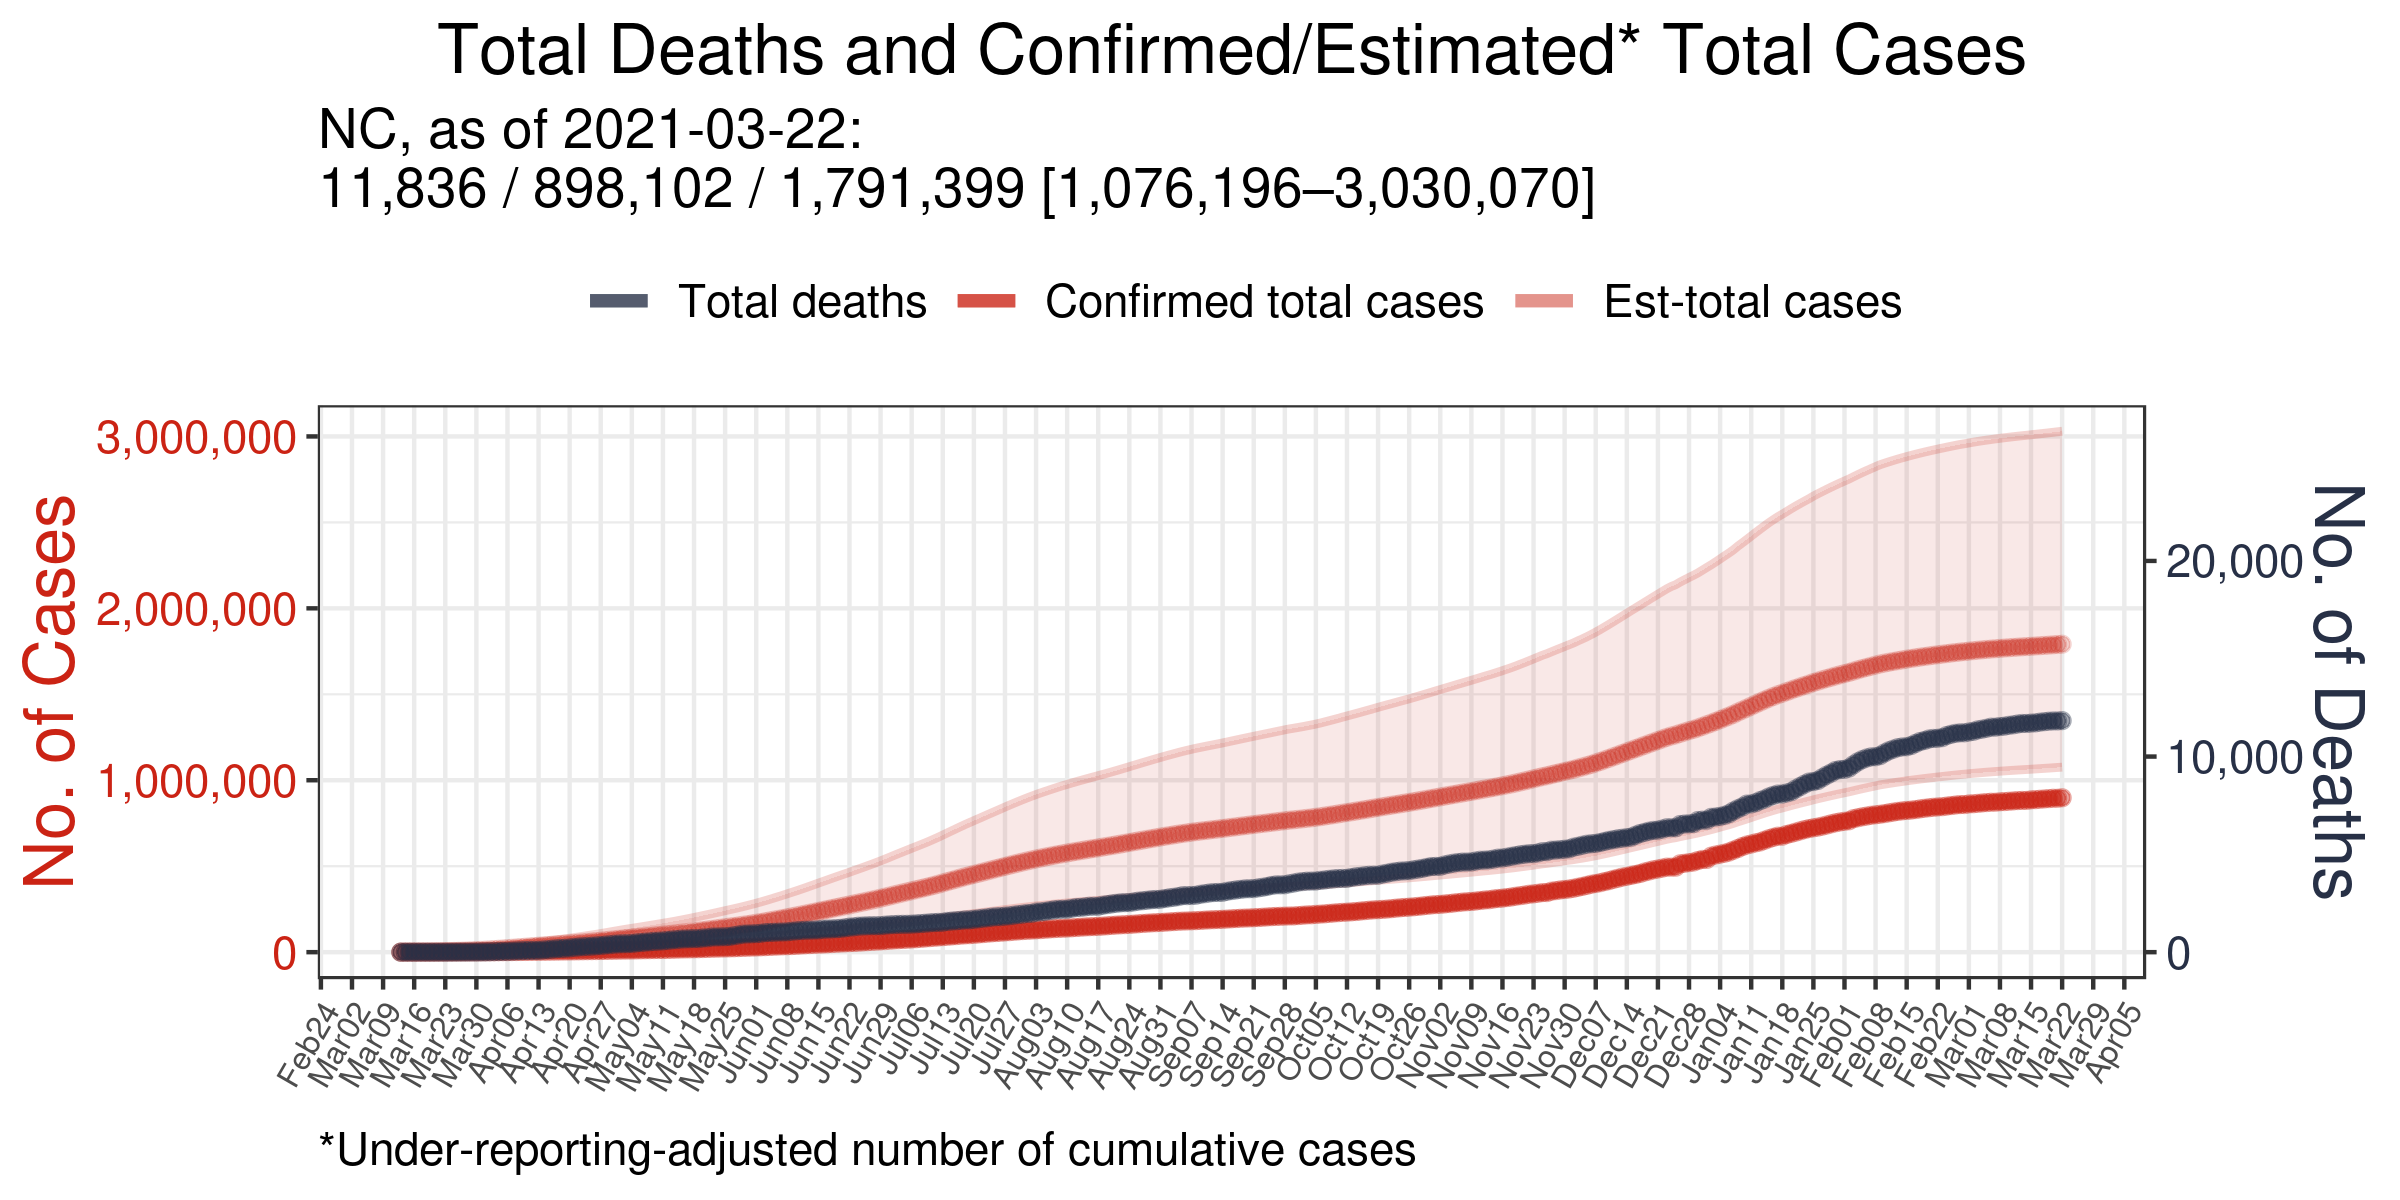 Total Deaths and Confirmed/Estimated* Total Cases
NC, as of 2021-03-22:
11,836 / 898,102 / 1,791,399 [1,076,196–3,030,070]
Total deaths
Confirmed total cases
Est-total cases
No. of Cases
3,000,000
2,000,000
1,000,000
0
20,000
10,000
0
No. of Deaths
Feb24
Mar02
Mar09
Mar16
Mar23
Mar30
Apr06
Apr13
Apr20
Apr27
May04
May11
May18
May25
Jun01
Jun08
Jun15
Jun22
Jun29
Jul06
Jul13
Jul20
Jul27
Aug03
Aug10
Aug17
Aug24
Aug31
Sep07
Sep14
Sep21
Sep28
Oct05
Oct12
Oct19
Oct26
Nov02
Nov09
Nov16
Nov23
Nov30
Dec07
Dec14
Dec21
Dec28
Jan04
Jan11
Jan18
Jan25
Feb01
Feb08
Feb15
Feb22
Mar01
Mar08
Mar15
Mar22
Mar29
Apr05
*Under-reporting-adjusted number of cumulative cases